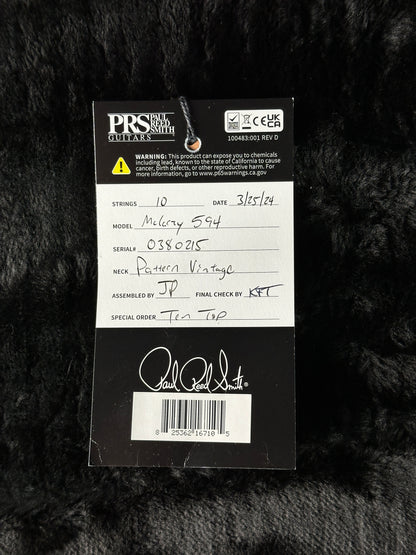 PRS PAUL REED SMITH
GUITARS
CE UK CA
100483:001 REV D
WARNING: This product can expose you to chemicals
including lead, known to the state of California to cause
cancer, birth defects, or other reproductive harm. For
more information, go to www.p65warnings.ca.gov
STRINGS 10 DATE 3/25/24
MODEL McCarty 594
SERIAL# 0380215
NECK Pattern Vintage
ASSEMBLED BY JP FINAL CHECK BY KFT
SPECIAL ORDER Ten Top
Paul Reed Smith®
8 25362 16710 5